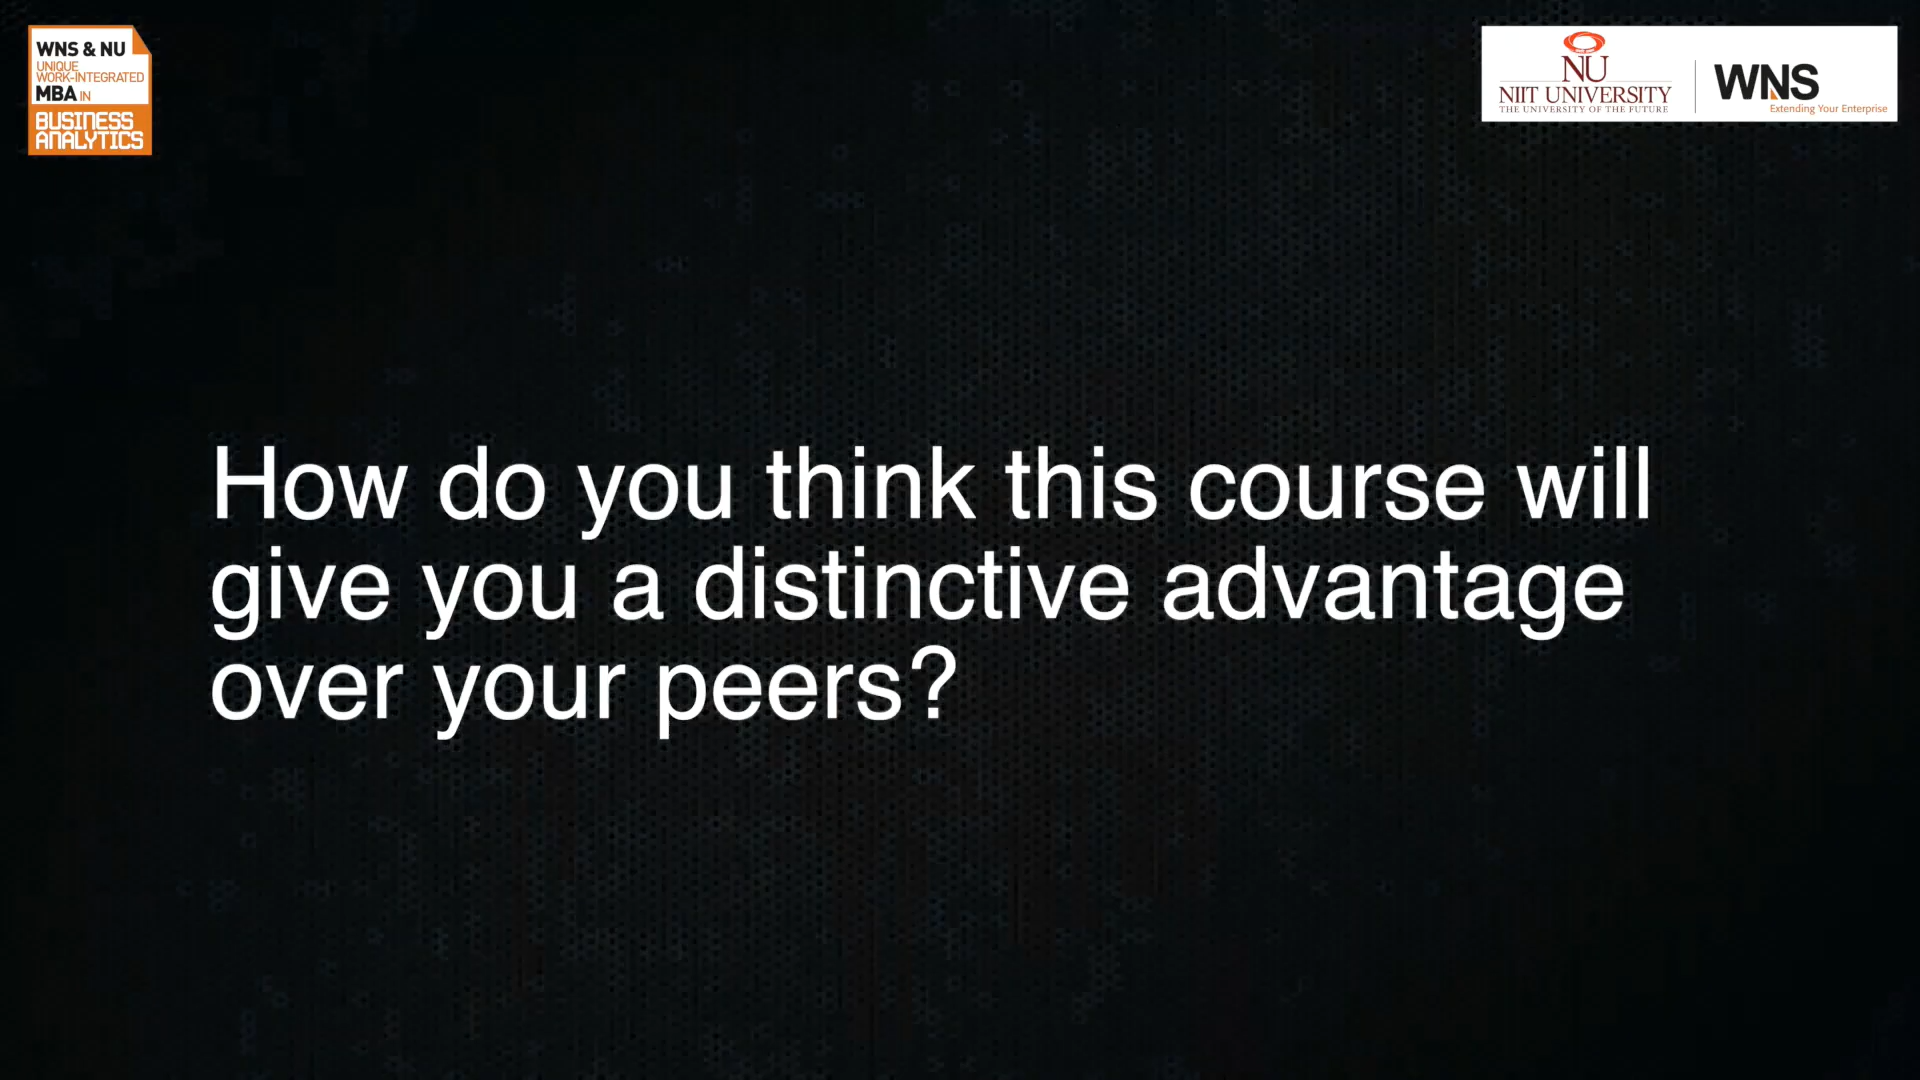 WNS & NU
UNIQUE
WORK-INTEGRATED
MBA IN
BUSINESS
ANALYTICS
NU
NIIT UNIVERSITY
THE UNIVERSITY OF THE FUTURE
WNS
Extending Your Enterprise
How do you think this course will
give you a distinctive advantage
over your peers?